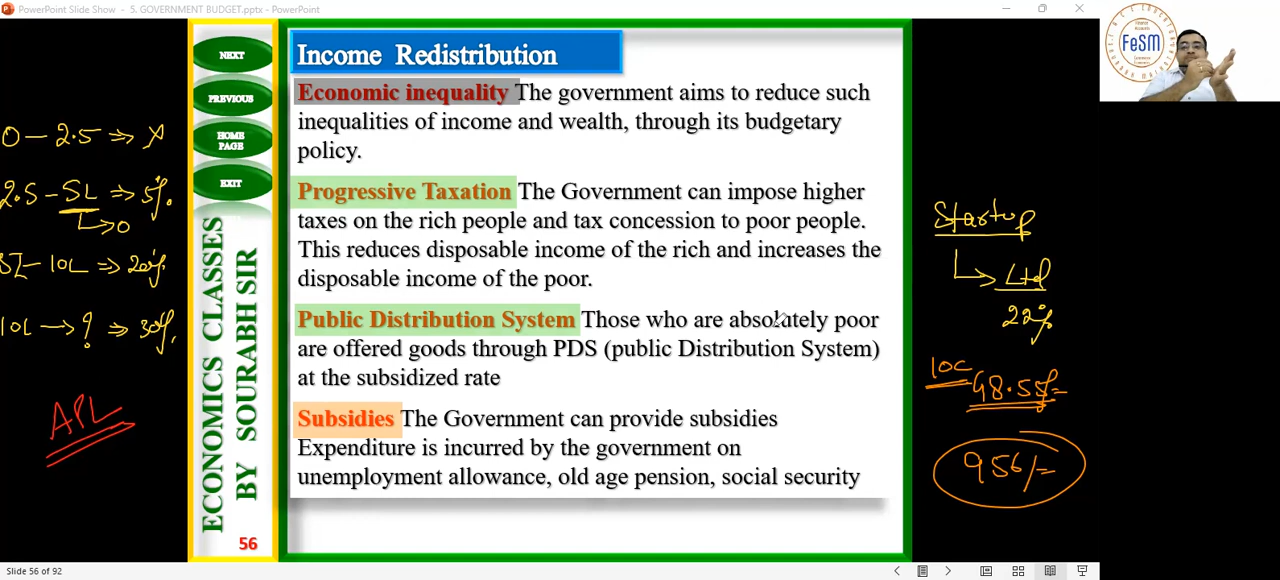 PowerPoint Slide Show - 5. GOVERNMENT BUDGET.pptx - PowerPoint
FeSM
NEXT
PREVIOUS
HOME
PAGE
EXIT
ECONOMICS CLASSES
BY SOURABH SIR
56
Income Redistribution
Economic inequality The government aims to reduce such
inequalities of income and wealth, through its budgetary
policy.
Progressive Taxation The Government can impose higher
taxes on the rich people and tax concession to poor people.
This reduces disposable income of the rich and increases the
disposable income of the poor.
Public Distribution System Those who are absolutely poor
are offered goods through PDS (public Distribution System)
at the subsidized rate
Subsidies The Government can provide subsidies
Expenditure is incurred by the government on
unemployment allowance, old age pension, social security
0 - 2.5 => X
2.5 - 5L => 5%.
↳ 0
5L - 10L => 20%
10L → ? => 30%.
APL
Startup
↳ Ltd
22%
IOC
956/-
Slide 56 of 92